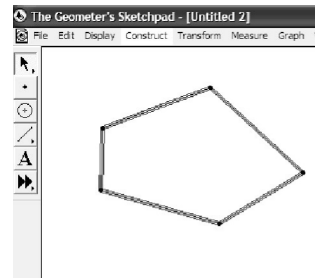 The Geometer's Sketchpad - [Untitled 2]
File Edit Display Construct Transform Measure Graph
A